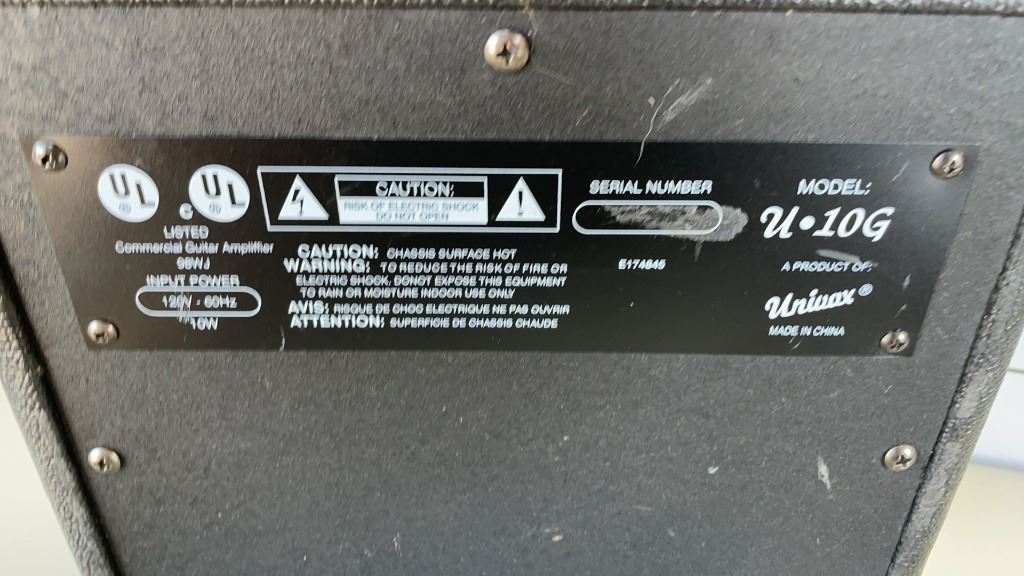 UL
®
c
UL
®
LISTED
Commercial Guitar Amplifier
96WJ
INPUT POWER
120V - 60Hz
10W
CAUTION:
RISK OF ELECTRIC SHOCK
DO NOT OPEN
CAUTION: CHASSIS SURFACE HOT
WARNING: TO REDUCE THE RISK OF FIRE OR
ELECTRIC SHOCK, DONOT EXPOSE THIS EQUIPMENT
TO RAIN OR MOISTURE INDOOR USE ONLY
AVIS: RISQUE DE CHOC ELECTRIQUE NE PAS OUVRIR
ATTENTION: SUPERFICIE DE CHASSIS CHAUDE
SERIAL NUMBER
E174845
MODEL:
U•10G
A PRODUCT OF:
Univox®
MADE IN CHINA